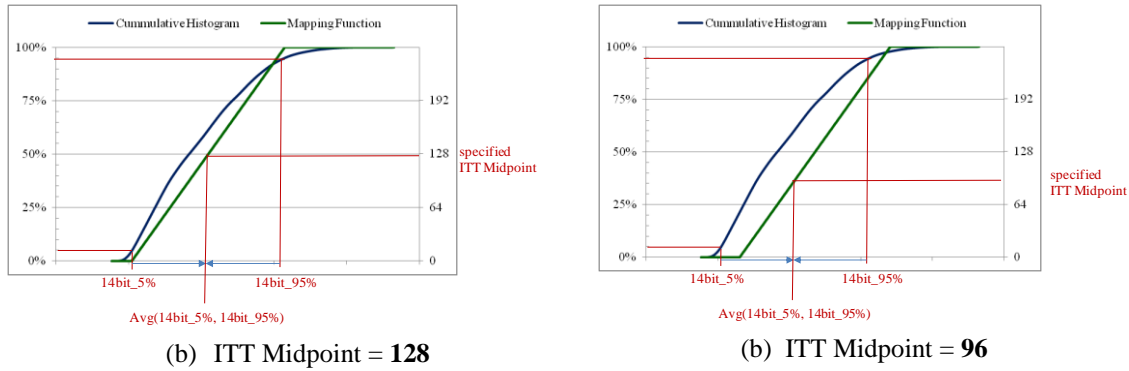 Cummulative Histogram Mapping Function
100%
75%
50%
25%
0%
192
128
64
0
specified
ITT Midpoint
14bit_5% 14bit_95%
Avg(14bit_5%, 14bit_95%)
(b) ITT Midpoint = 128
Cummulative Histogram Mapping Function
100%
75%
50%
25%
0%
192
128
64
0
specified
ITT Midpoint
14bit_5% 14bit_95%
Avg(14bit_5%, 14bit_95%)
(b) ITT Midpoint = 96